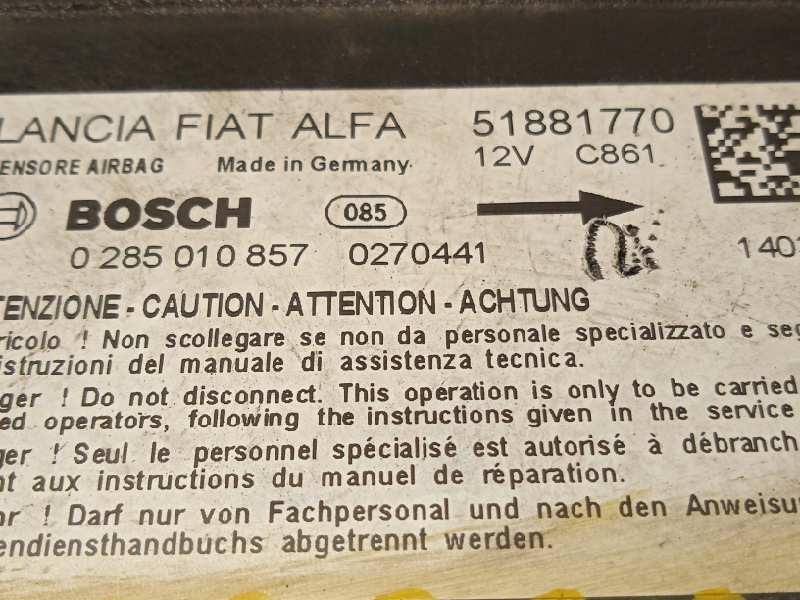 LANCIA FIAT ALFA 51881770
ENSORE AIRBAG Made in Germany. 12V C861
BOSCH 085
0 285 010 857 0270441 140
TENZIONE - CAUTION - ATTENTION - ACHTUNG
ricolo ! Non scollegare se non da personale specializzato e seg
struzioni del manuale di assistenza tecnica.
ger ! Do not disconnect. This operation is only to be carried
ed operators, following the instructions given in the service
ger ! Seul le personnel spécialisé est autorisé à débranch
nt aux instructions du manuel de réparation.
hr ! Darf nur von Fachpersonal und nach den Anweisu
endiensthandbuchs abgetrennt werden.